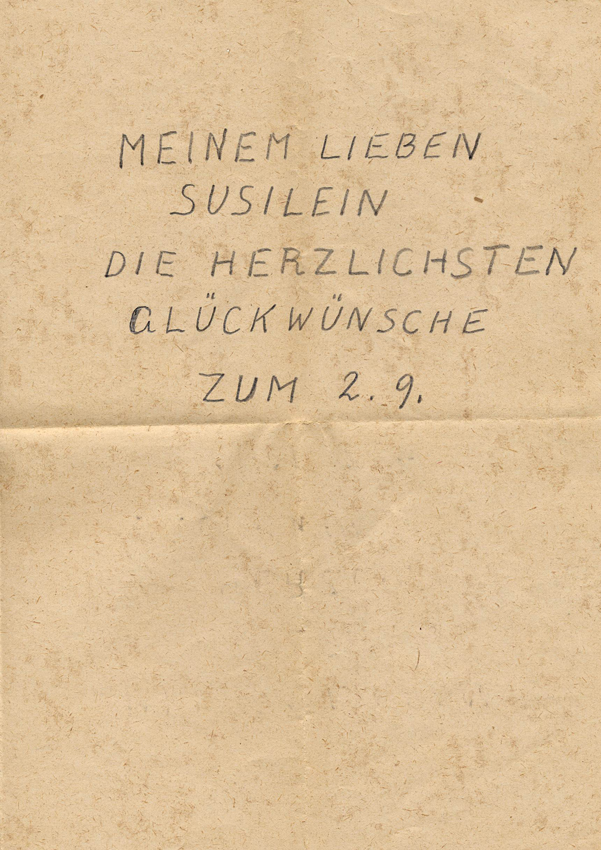 MEINEM LIEBEN
SUSILEIN
DIE HERZLICHSTEN
GLÜCKWÜNSCHE
ZUM 2. 9.